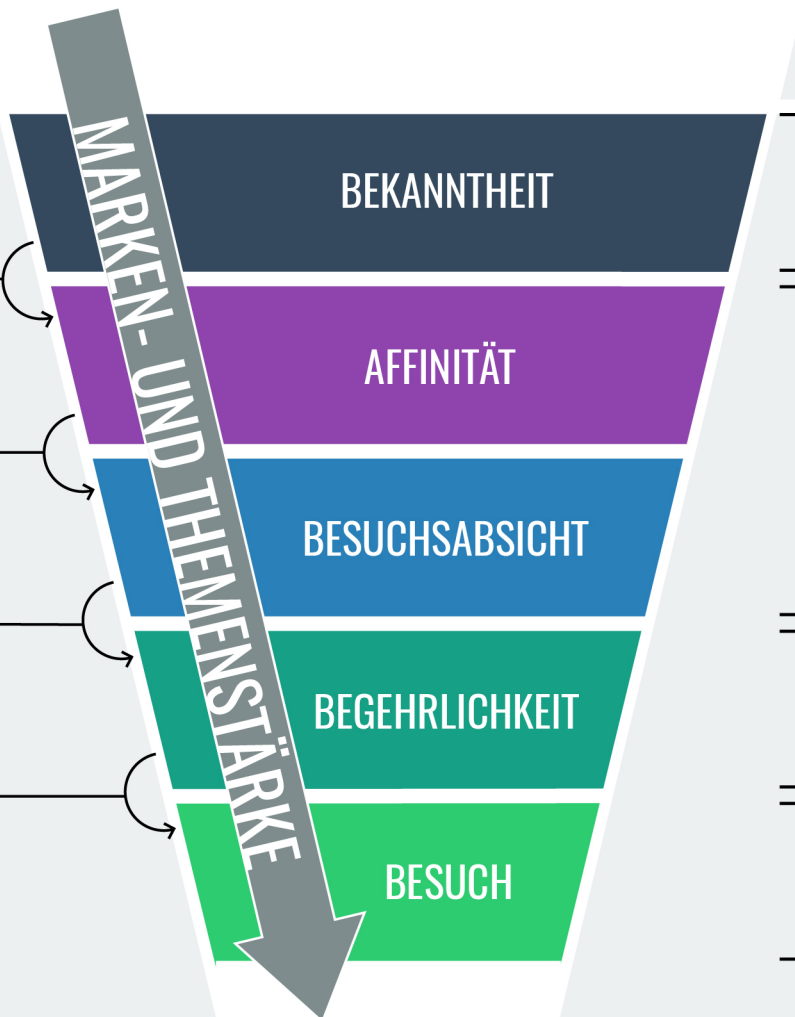 MARKEN- UND THEMENSTÄRKE
BEKANNTHEIT
AFFINITÄT
BESUCHSABSICHT
BEGEHRLICHKEIT
BESUCH